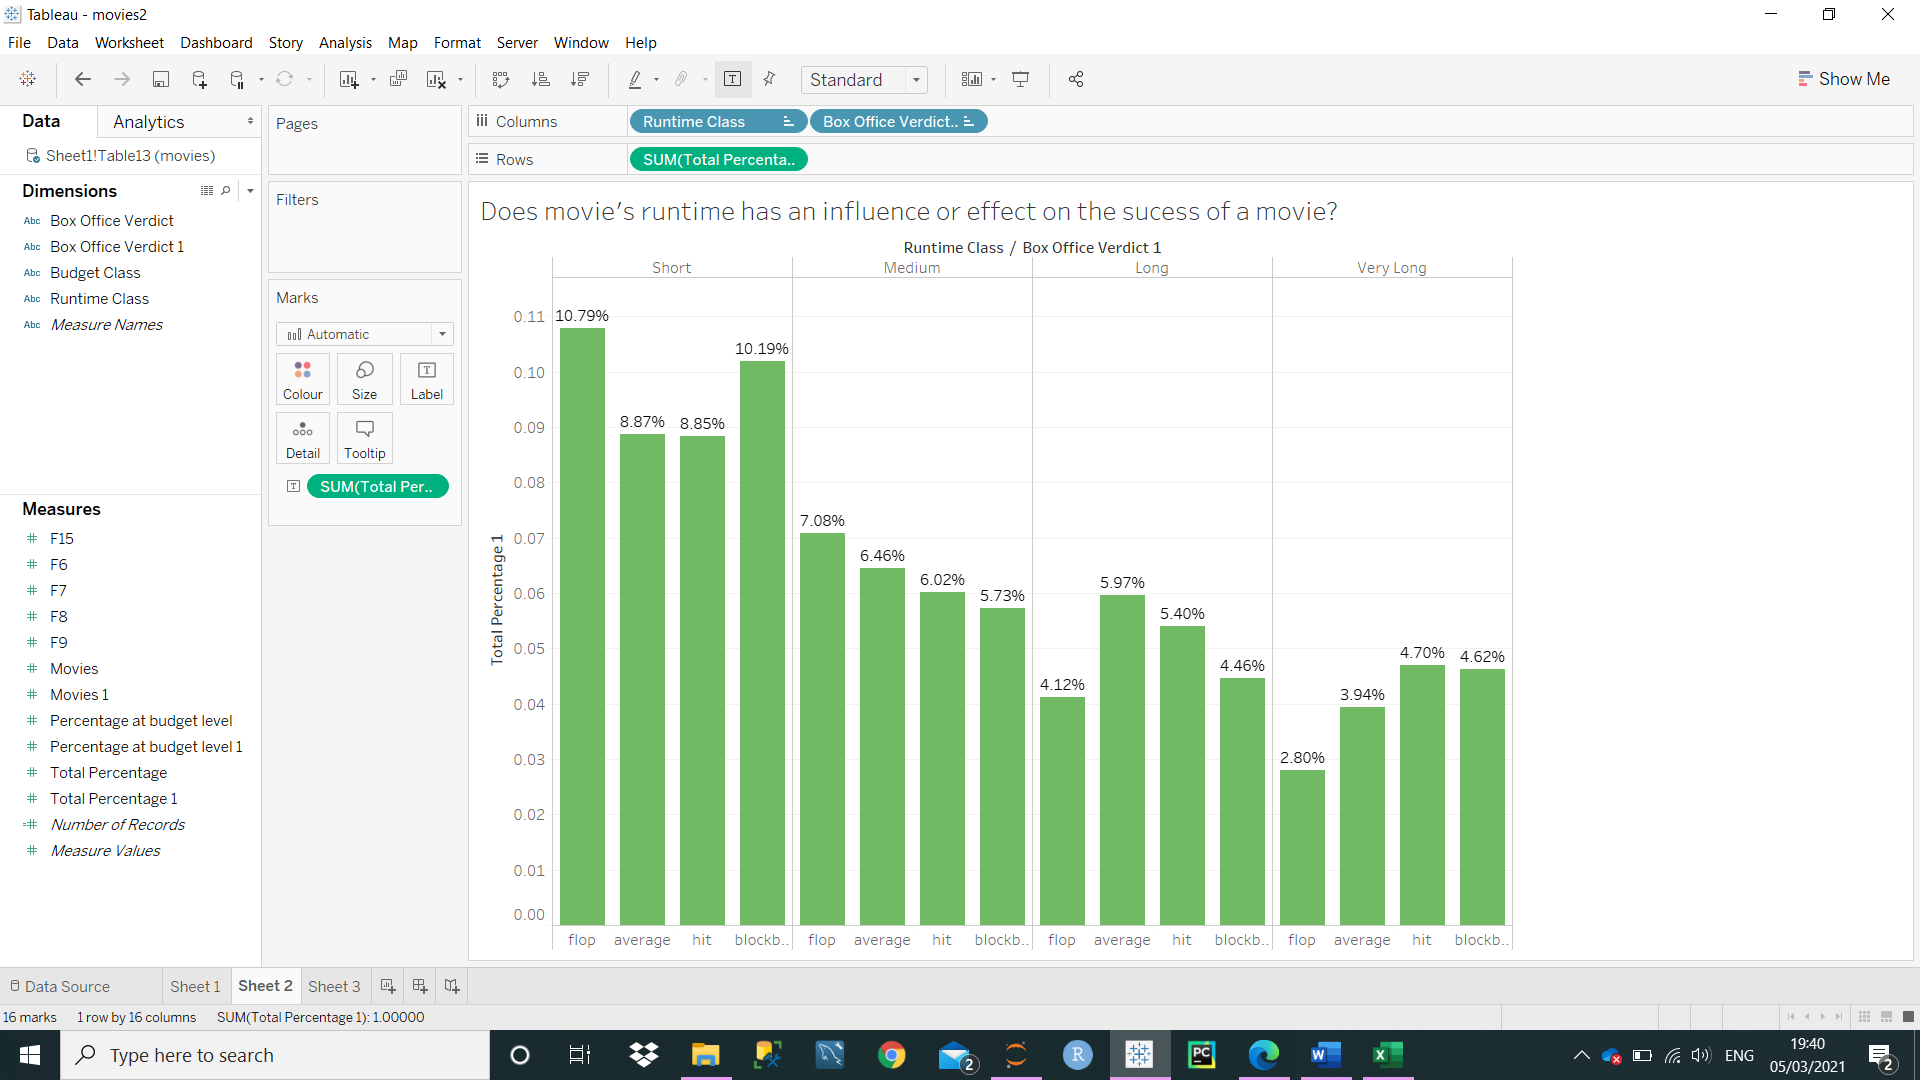 Tableau - movies2
File Data Worksheet Dashboard Story Analysis Map Format Server Window Help
Standard
Show Me
Data Analytics
Sheet1!Table13 (movies)
Dimensions
Abc Box Office Verdict
Abc Box Office Verdict 1
Abc Budget Class
Abc Runtime Class
Abc Measure Names
Measures
F15
F6
F7
F8
F9
Movies
Movies 1
Percentage at budget level
Percentage at budget level 1
Total Percentage
Total Percentage 1
Number of Records
Measure Values
Pages
Filters
Marks
Automatic
Colour Size Label
Detail Tooltip
SUM(Total Per..
Columns Runtime Class Box Office Verdict..
Rows SUM(Total Percenta..
Does movie's runtime has an influence or effect on the sucess of a movie?
Runtime Class / Box Office Verdict 1
Short Medium Long Very Long
Total Percentage 1
0.11
0.10
0.09
0.08
0.07
0.06
0.05
0.04
0.03
0.02
0.01
0.00
10.79% 8.87% 8.85% 10.19%
7.08% 6.46% 6.02% 5.73%
4.12% 5.97% 5.40% 4.46%
2.80% 3.94% 4.70% 4.62%
flop average hit blockb.. flop average hit blockb.. flop average hit blockb.. flop average hit blockb..
Data Source Sheet 1 Sheet 2 Sheet 3
16 marks 1 row by 16 columns SUM(Total Percentage 1): 1.00000
Type here to search
2
R
PC
W
X
ENG
19:40
05/03/2021
2